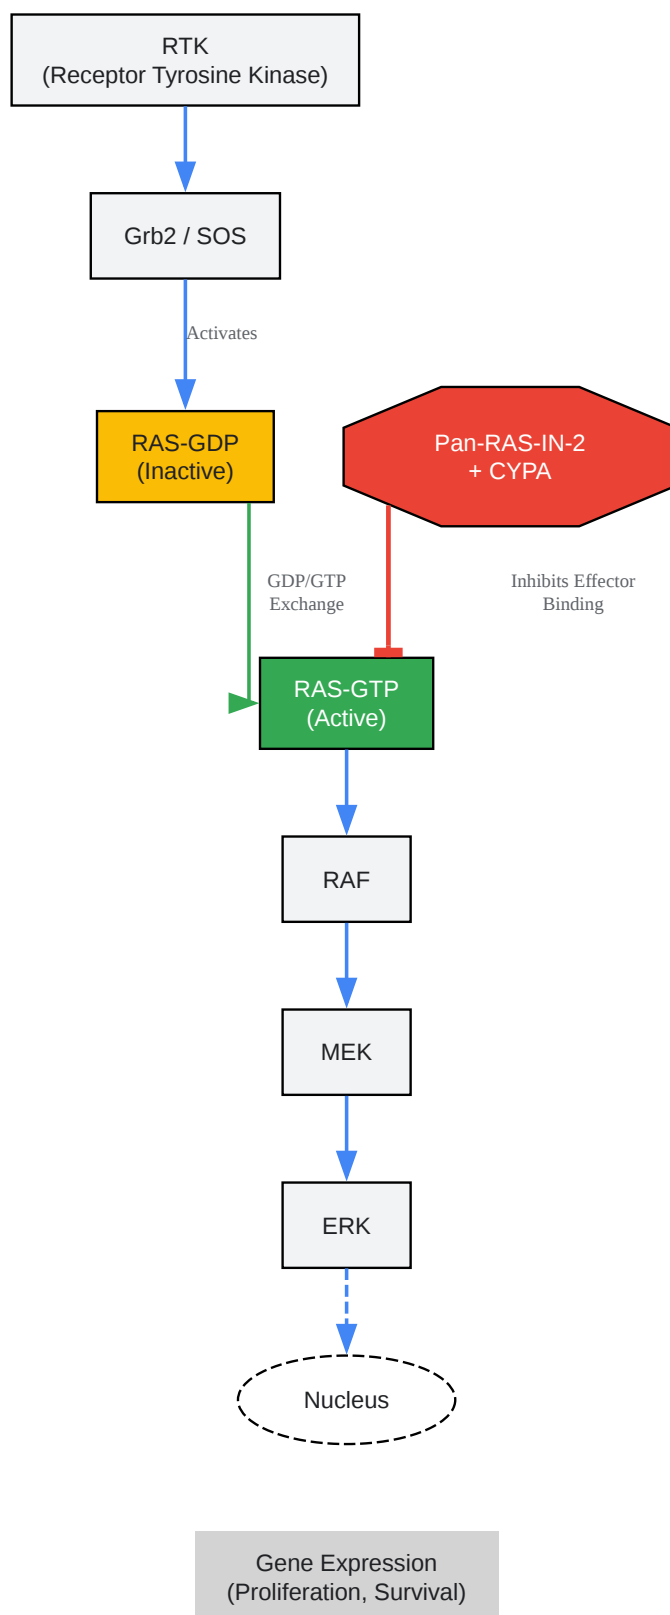 RTK
(Receptor Tyrosine Kinase)
Grb2 / SOS
Activates
RAS-GDP
(Inactive)
Pan-RAS-IN-2
+ CYPA
GDP/GTP
Exchange
Inhibits Effector
Binding
RAS-GTP
(Active)
RAF
MEK
ERK
Nucleus
Gene Expression
(Proliferation, Survival)